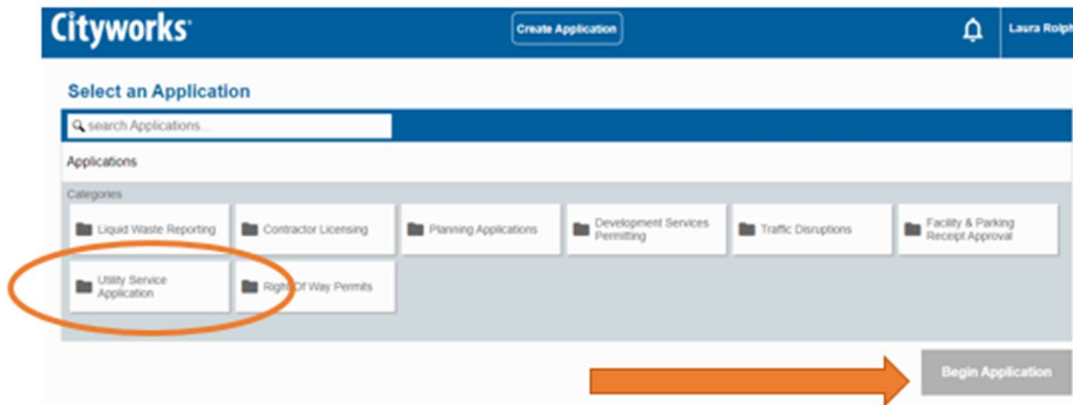 Cityworks
Create Application
Laura Rolph
Select an Application
search Applications...
Applications
Categories
Liquid Waste Reporting
Contractor Licensing
Planning Applications
Development Services
Permitting
Traffic Disruptions
Facility & Parking
Receipt Approval
Utility Service
Application
Right Of Way Permits
Begin Application